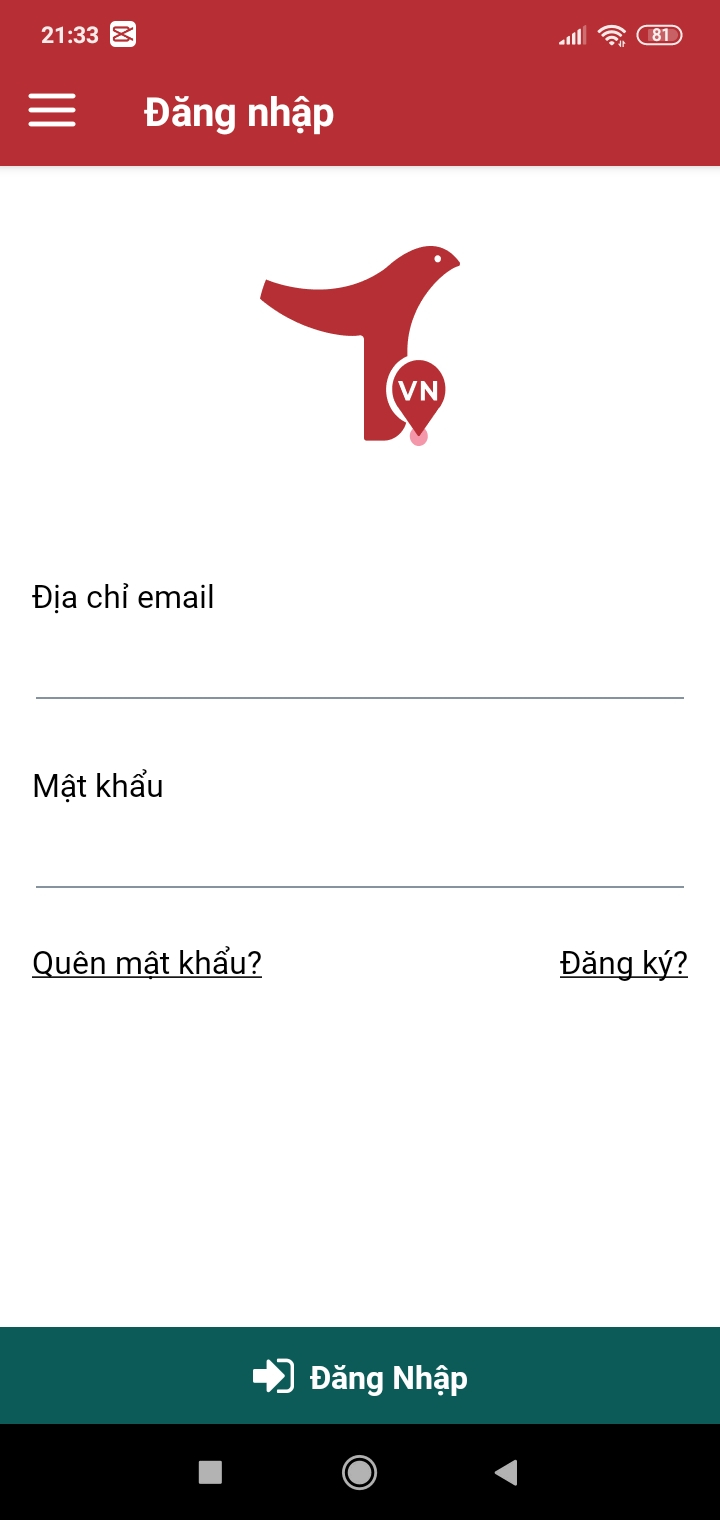 21:33
81
Đăng nhập
VN
Địa chỉ email
Mật khẩu
Quên mật khẩu? Đăng ký?
Đăng Nhập